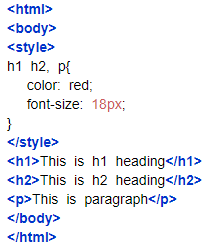 <html>
<body>
<style>
h1 h2, p{
color: red;
font-size: 18px;
}
</style>
<h1>This is h1 heading</h1>
<h2>This is h2 heading</h2>
<p>This is paragraph</p>
</body>
</html>